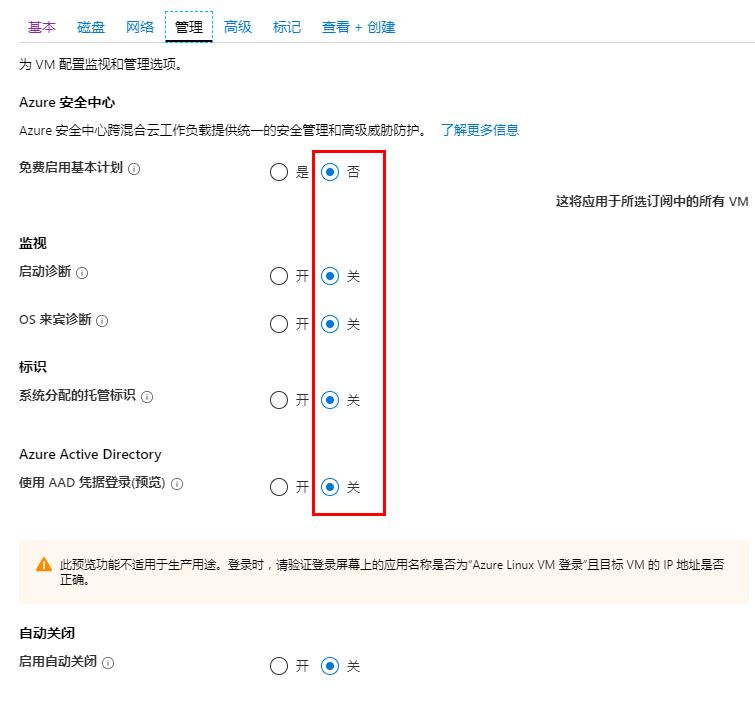 基本 磁盘 网络 管理 高级 标记 查看 + 创建
为 VM 配置监视和管理选项。
Azure 安全中心
Azure 安全中心跨混合云工作负载提供统一的安全管理和高级威胁防护。 了解更多信息
免费启用基本计划 是 否
这将应用于所选订阅中的所有 VM
监视
启动诊断 开 关
OS 来宾诊断 开 关
标识
系统分配的托管标识 开 关
Azure Active Directory
使用 AAD 凭据登录(预览) 开 关
此预览功能不适用于生产用途。登录时，请验证登录屏幕上的应用名称是否为"Azure Linux VM 登录"且目标 VM 的 IP 地址是否
正确。
自动关闭
启用自动关闭 开 关